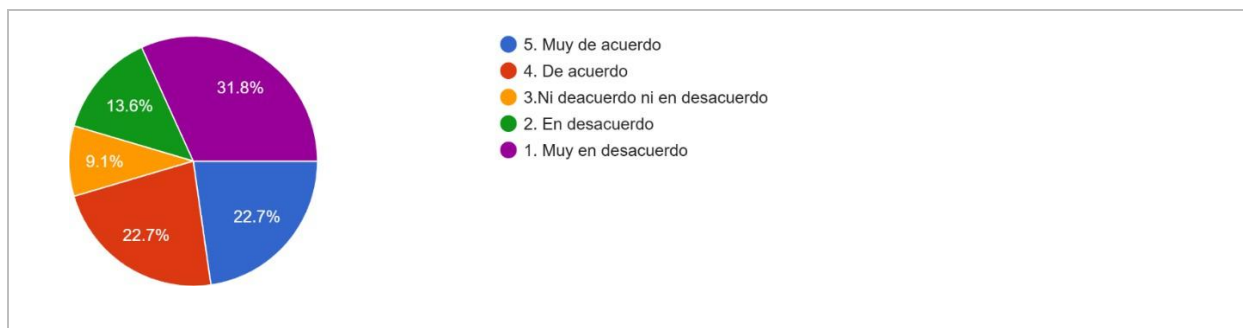 31.8%
13.6%
9.1%
22.7%
22.7%
5. Muy de acuerdo
4. De acuerdo
3.Ni deacuerdo ni en desacuerdo
2. En desacuerdo
1. Muy en desacuerdo